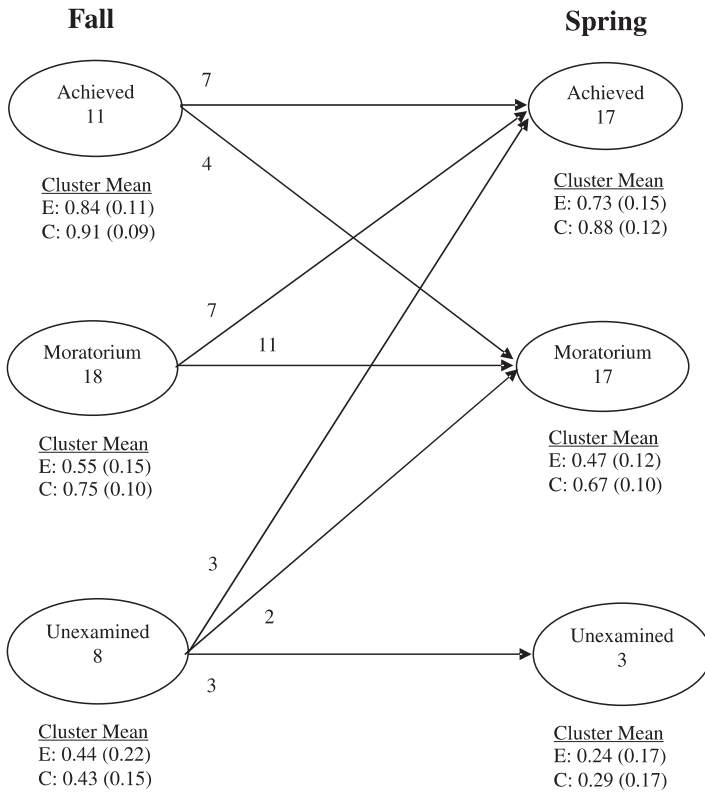 Fall
Spring
Achieved
11
7
Achieved
17
4
Cluster Mean
E: 0.84 (0.11)
C: 0.91 (0.09)
Cluster Mean
E: 0.73 (0.15)
C: 0.88 (0.12)
7
11
Moratorium
18
Moratorium
17
Cluster Mean
E: 0.55 (0.15)
C: 0.75 (0.10)
Cluster Mean
E: 0.47 (0.12)
C: 0.67 (0.10)
3
2
Unexamined
8
3
Unexamined
3
Cluster Mean
E: 0.44 (0.22)
C: 0.43 (0.15)
Cluster Mean
E: 0.24 (0.17)
C: 0.29 (0.17)